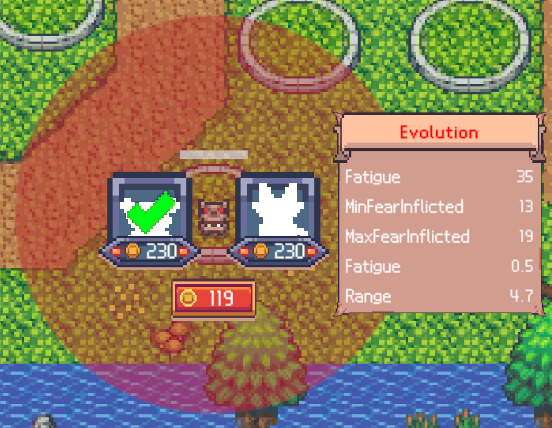 Evolution
Fatigue 35
MinFearInflicted 13
MaxFearInflicted 19
Fatigue 0.5
Range 4.7
230 230
119